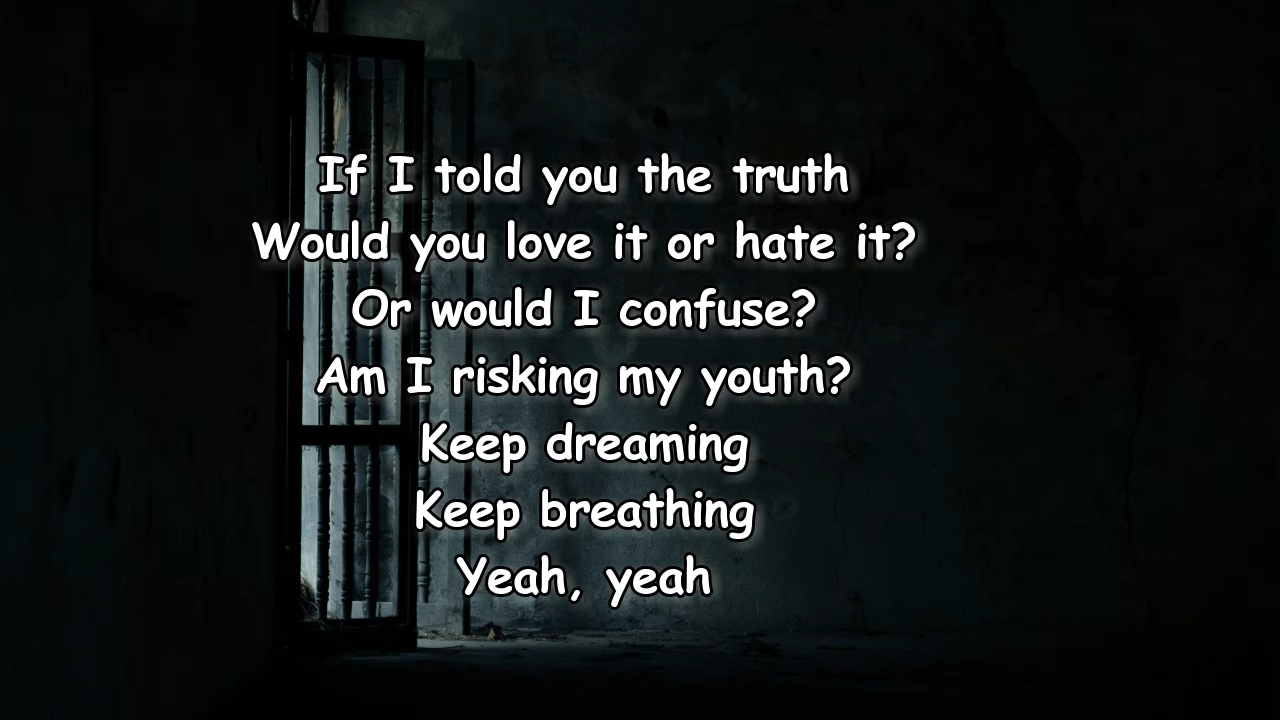 If I told you the truth
Would you love it or hate it?
Or would I confuse?
Am I risking my youth?
Keep dreaming
Keep breathing
Yeah, yeah